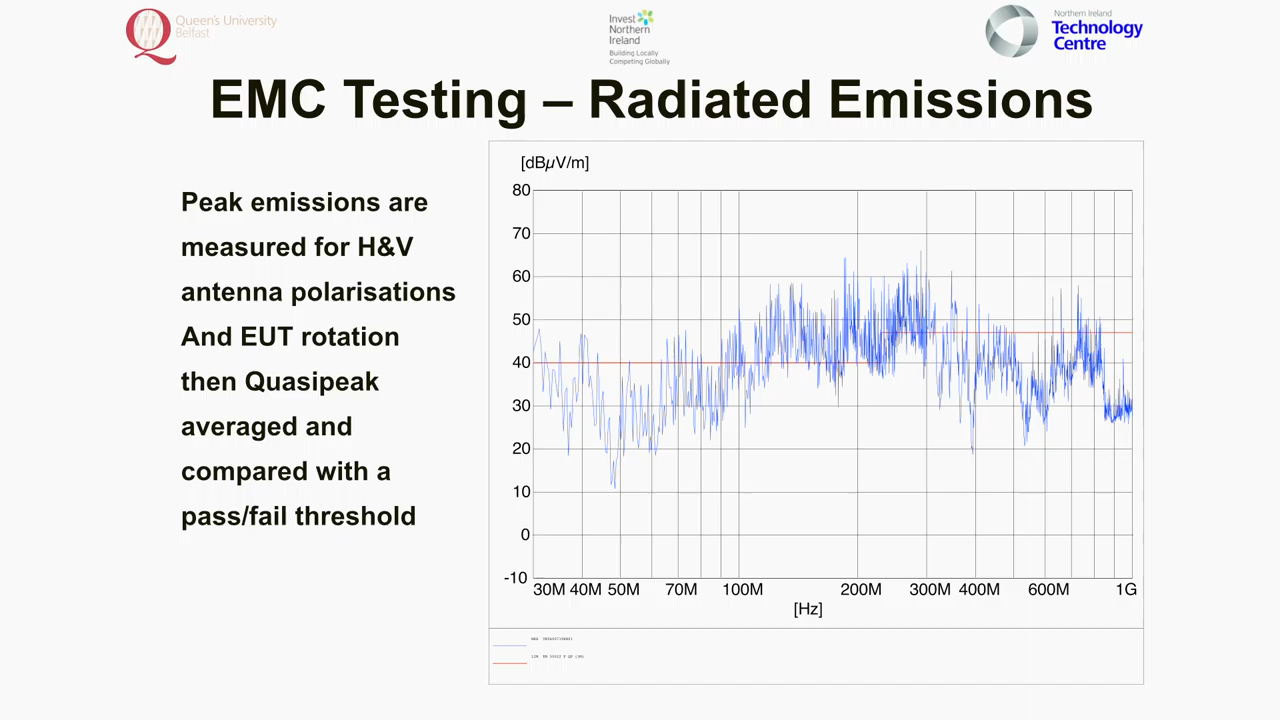 Queen's University
Belfast
Invest
Northern
Ireland
Building Locally
Competing Globally
Northern Ireland
Technology
Centre
EMC Testing – Radiated Emissions
Peak emissions are
measured for H&V
antenna polarisations
And EUT rotation
then Quasipeak
averaged and
compared with a
pass/fail threshold
[dBµV/m]
80
70
60
50
40
30
20
10
0
-10
30M 40M 50M 70M 100M 200M 300M 400M 600M 1G
[Hz]